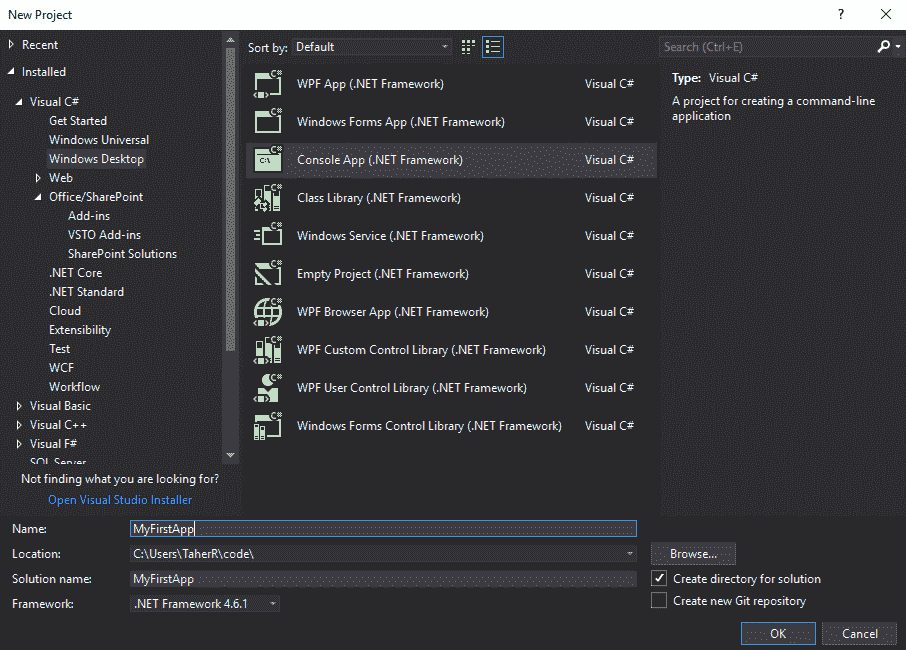 New Project
?
Recent
Installed
Visual C#
Get Started
Windows Universal
Windows Desktop
Web
Office/SharePoint
Add-ins
VSTO Add-ins
SharePoint Solutions
.NET Core
.NET Standard
Cloud
Extensibility
Test
WCF
Workflow
Visual Basic
Visual C++
Visual F#
SQL Server
Not finding what you are looking for?
Open Visual Studio Installer
Sort by: Default
WPF App (.NET Framework) Visual C#
Windows Forms App (.NET Framework) Visual C#
Console App (.NET Framework) Visual C#
Class Library (.NET Framework) Visual C#
Windows Service (.NET Framework) Visual C#
Empty Project (.NET Framework) Visual C#
WPF Browser App (.NET Framework) Visual C#
WPF Custom Control Library (.NET Framework) Visual C#
WPF User Control Library (.NET Framework) Visual C#
Windows Forms Control Library (.NET Framework) Visual C#
Search (Ctrl+E)
Type: Visual C#
A project for creating a command-line
application
Name: MyFirstApp
Location: C:\Users\TaherR\code\
Browse...
Solution name: MyFirstApp
Create directory for solution
Framework: .NET Framework 4.6.1
Create new Git repository
OK
Cancel